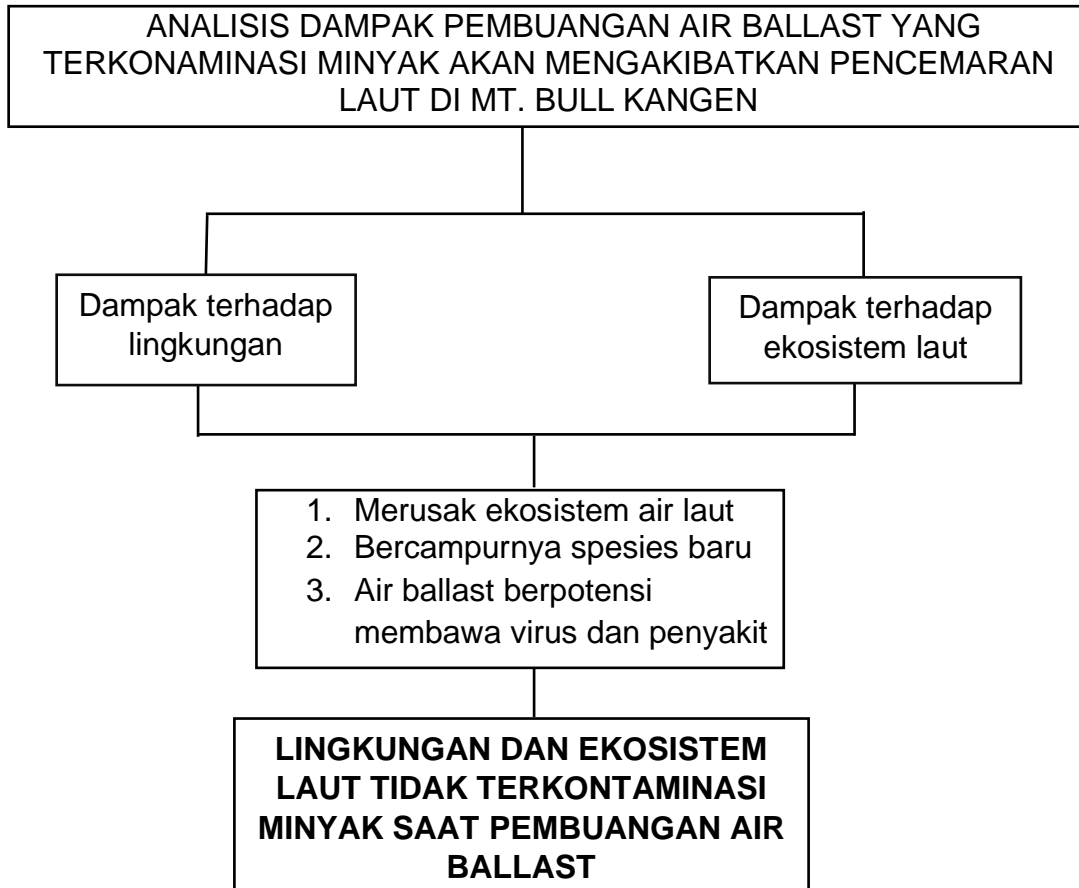 ANALISIS DAMPAK PEMBUANGAN AIR BALLAST YANG
TERKONAMINASI MINYAK AKAN MENGAKIBATKAN PENCEMARAN
LAUT DI MT. BULL KANGEN
Dampak terhadap
lingkungan
Dampak terhadap
ekosistem laut
1. Merusak ekosistem air laut
2. Bercampurnya spesies baru
3. Air ballast berpotensi
membawa virus dan penyakit
LINGKUNGAN DAN EKOSISTEM
LAUT TIDAK TERKONTAMINASI
MINYAK SAAT PEMBUANGAN AIR
BALLAST